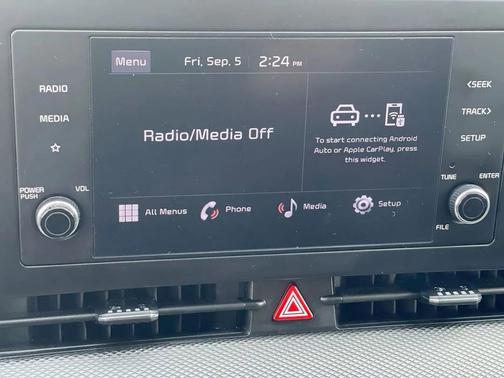 Menu Fri, Sep. 5 2:24 PM
RADIO
MEDIA
Radio/Media Off
To start connecting Android
Auto or Apple CarPlay, press
this widget.
<SEEK
TRACK>
SETUP
POWER
PUSH
VOL
TUNE
ENTER
FILE
All Menus
Phone
Media
Setup